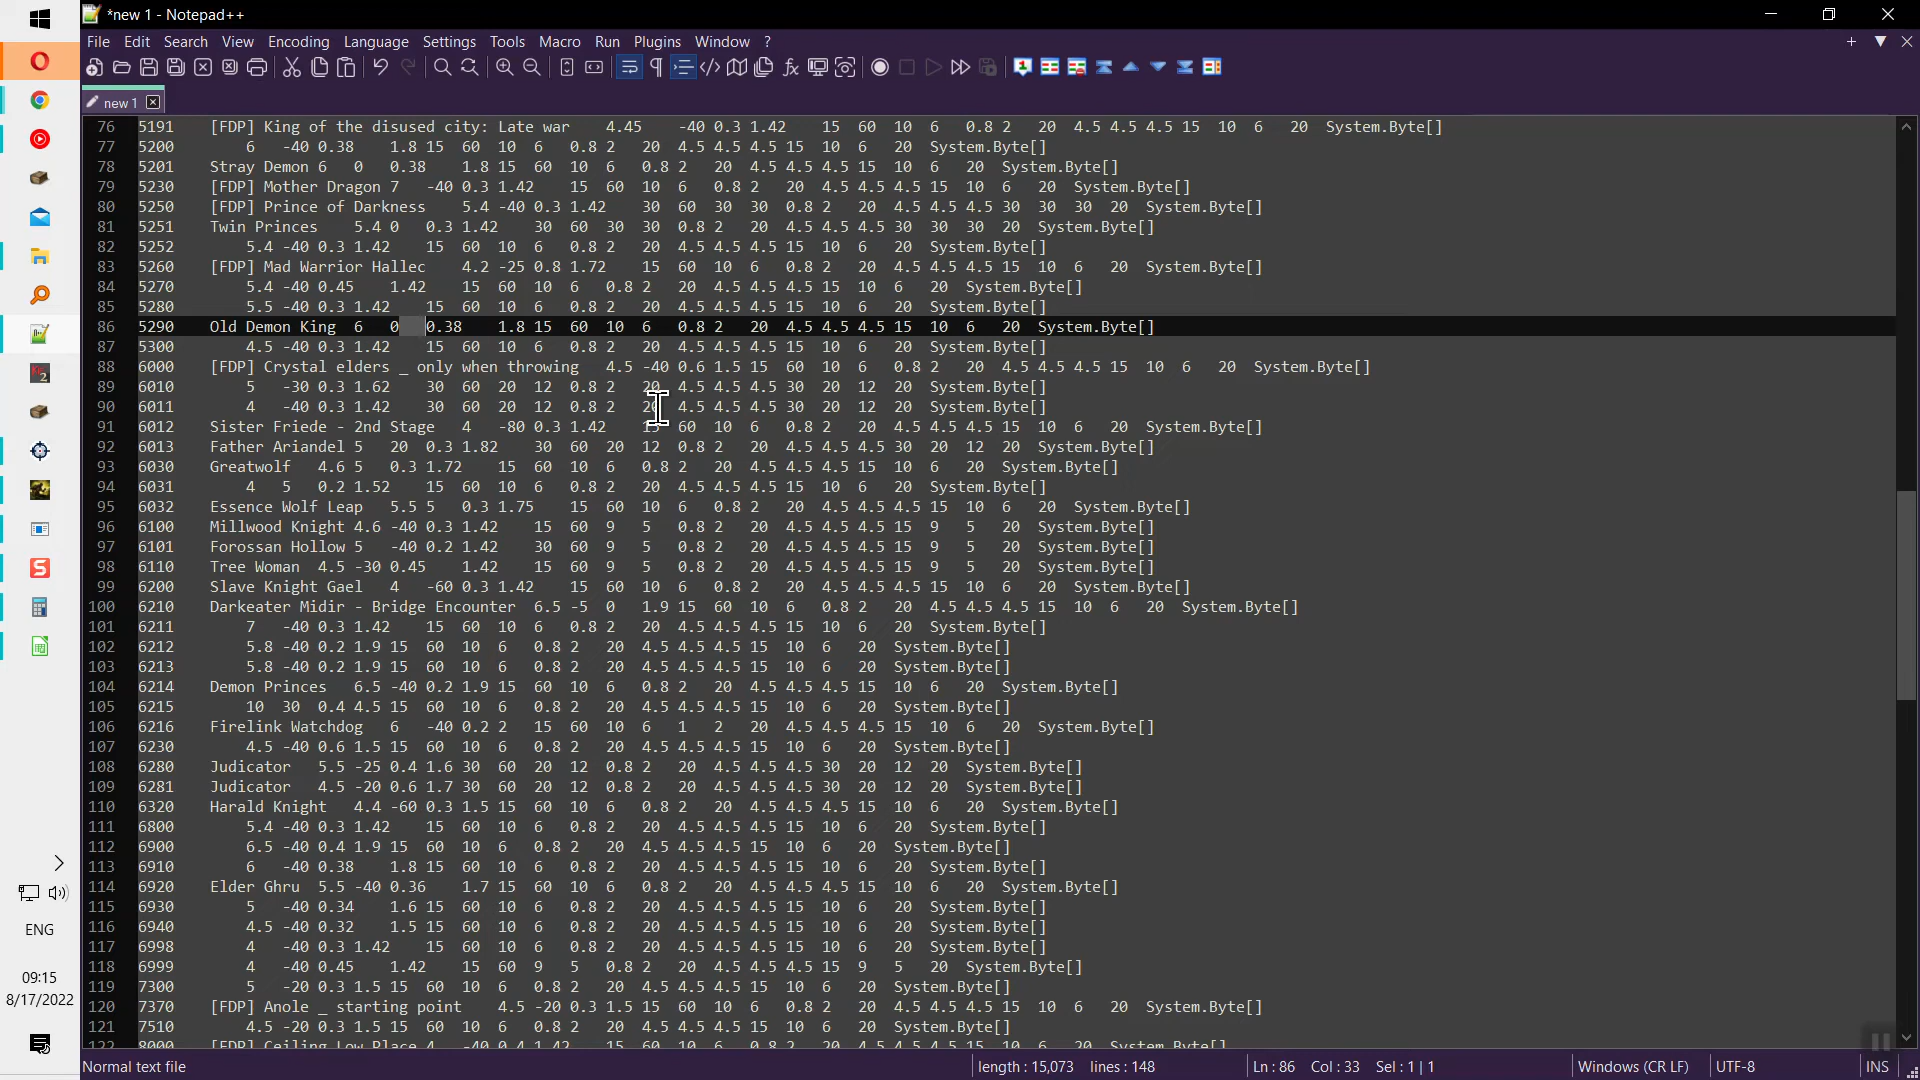 *new 1 - Notepad++
File Edit Search View Encoding Language Settings Tools Macro Run Plugins Window ?
new 1
76 5191 [FDP] King of the disused city: Late war 4.45 -40 0.3 1.42 15 60 10 6 0.8 2 20 4.5 4.5 4.5 15 10 6 20 System.Byte[]
77 5200 6 -40 0.38 1.8 15 60 10 6 0.8 2 20 4.5 4.5 4.5 15 10 6 20 System.Byte[]
78 5201 Stray Demon 6 0 0.38 1.8 15 60 10 6 0.8 2 20 4.5 4.5 4.5 15 10 6 20 System.Byte[]
79 5230 [FDP] Mother Dragon 7 -40 0.3 1.42 15 60 10 6 0.8 2 20 4.5 4.5 4.5 15 10 6 20 System.Byte[]
80 5250 [FDP] Prince of Darkness 5.4 -40 0.3 1.42 30 60 30 30 0.8 2 20 4.5 4.5 4.5 30 30 30 20 System.Byte[]
81 5251 Twin Princes 5.4 0 0.3 1.42 30 60 30 30 0.8 2 20 4.5 4.5 4.5 30 30 30 20 System.Byte[]
82 5252 5.4 -40 0.3 1.42 15 60 10 6 0.8 2 20 4.5 4.5 4.5 15 10 6 20 System.Byte[]
83 5260 [FDP] Mad Warrior Hallec 4.2 -25 0.8 1.72 15 60 10 6 0.8 2 20 4.5 4.5 4.5 15 10 6 20 System.Byte[]
84 5270 5.4 -40 0.45 1.42 15 60 10 6 0.8 2 20 4.5 4.5 4.5 15 10 6 20 System.Byte[]
85 5280 5.5 -40 0.3 1.42 15 60 10 6 0.8 2 20 4.5 4.5 4.5 15 10 6 20 System.Byte[]
86 5290 Old Demon King 6 0 0.38 1.8 15 60 10 6 0.8 2 20 4.5 4.5 4.5 15 10 6 20 System.Byte[]
87 5300 4.5 -40 0.3 1.42 15 60 10 6 0.8 2 20 4.5 4.5 4.5 15 10 6 20 System.Byte[]
88 6000 [FDP] Crystal elders _ only when throwing 4.5 -40 0.6 1.5 15 60 10 6 0.8 2 20 4.5 4.5 4.5 15 10 6 20 System.Byte[]
89 6010 5 -30 0.3 1.62 30 60 20 12 0.8 2 20 4.5 4.5 4.5 30 20 12 20 System.Byte[]
90 6011 4 -40 0.3 1.42 30 60 20 12 0.8 2 20 4.5 4.5 4.5 30 20 12 20 System.Byte[]
91 6012 Sister Friede - 2nd Stage 4 -80 0.3 1.42 15 60 10 6 0.8 2 20 4.5 4.5 4.5 15 10 6 20 System.Byte[]
92 6013 Father Ariandel 5 20 0.3 1.82 30 60 20 12 0.8 2 20 4.5 4.5 4.5 30 20 12 20 System.Byte[]
93 6030 Greatwolf 4.6 5 0.3 1.72 15 60 10 6 0.8 2 20 4.5 4.5 4.5 15 10 6 20 System.Byte[]
94 6031 4 5 0.2 1.52 15 60 10 6 0.8 2 20 4.5 4.5 4.5 15 10 6 20 System.Byte[]
95 6032 Essence Wolf Leap 5.5 5 0.3 1.75 15 60 10 6 0.8 2 20 4.5 4.5 4.5 15 10 6 20 System.Byte[]
96 6100 Millwood Knight 4.6 -40 0.3 1.42 15 60 9 5 0.8 2 20 4.5 4.5 4.5 15 9 5 20 System.Byte[]
97 6101 Forossan Hollow 5 -40 0.2 1.42 30 60 9 5 0.8 2 20 4.5 4.5 4.5 15 9 5 20 System.Byte[]
98 6110 Tree Woman 4.5 -30 0.45 1.42 15 60 9 5 0.8 2 20 4.5 4.5 4.5 15 9 5 20 System.Byte[]
99 6200 Slave Knight Gael 4 -60 0.3 1.42 15 60 10 6 0.8 2 20 4.5 4.5 4.5 15 10 6 20 System.Byte[]
100 6210 Darkeater Midir - Bridge Encounter 6.5 -5 0 1.9 15 60 10 6 0.8 2 20 4.5 4.5 4.5 15 10 6 20 System.Byte[]
101 6211 7 -40 0.3 1.42 15 60 10 6 0.8 2 20 4.5 4.5 4.5 15 10 6 20 System.Byte[]
102 6212 5.8 -40 0.2 1.9 15 60 10 6 0.8 2 20 4.5 4.5 4.5 15 10 6 20 System.Byte[]
103 6213 5.8 -40 0.2 1.9 15 60 10 6 0.8 2 20 4.5 4.5 4.5 15 10 6 20 System.Byte[]
104 6214 Demon Princes 6.5 -40 0.2 1.9 15 60 10 6 0.8 2 20 4.5 4.5 4.5 15 10 6 20 System.Byte[]
105 6215 10 30 0.4 4.5 15 60 10 6 0.8 2 20 4.5 4.5 4.5 15 10 6 20 System.Byte[]
106 6216 Firelink Watchdog 6 -40 0.2 2 15 60 10 6 1 2 20 4.5 4.5 4.5 15 10 6 20 System.Byte[]
107 6230 4.5 -40 0.6 1.5 15 60 10 6 0.8 2 20 4.5 4.5 4.5 15 10 6 20 System.Byte[]
108 6280 Judicator 5.5 -25 0.4 1.6 30 60 20 12 0.8 2 20 4.5 4.5 4.5 30 20 12 20 System.Byte[]
109 6281 Judicator 4.5 -20 0.6 1.7 30 60 20 12 0.8 2 20 4.5 4.5 4.5 30 20 12 20 System.Byte[]
110 6320 Harald Knight 4.4 -60 0.3 1.5 15 60 10 6 0.8 2 20 4.5 4.5 4.5 15 10 6 20 System.Byte[]
111 6800 5.4 -40 0.3 1.42 15 60 10 6 0.8 2 20 4.5 4.5 4.5 15 10 6 20 System.Byte[]
112 6900 6.5 -40 0.4 1.9 15 60 10 6 0.8 2 20 4.5 4.5 4.5 15 10 6 20 System.Byte[]
113 6910 6 -40 0.38 1.8 15 60 10 6 0.8 2 20 4.5 4.5 4.5 15 10 6 20 System.Byte[]
114 6920 Elder Ghru 5.5 -40 0.36 1.7 15 60 10 6 0.8 2 20 4.5 4.5 4.5 15 10 6 20 System.Byte[]
115 6930 5 -40 0.34 1.6 15 60 10 6 0.8 2 20 4.5 4.5 4.5 15 10 6 20 System.Byte[]
116 6940 4.5 -40 0.32 1.5 15 60 10 6 0.8 2 20 4.5 4.5 4.5 15 10 6 20 System.Byte[]
117 6998 4 -40 0.3 1.42 15 60 10 6 0.8 2 20 4.5 4.5 4.5 15 10 6 20 System.Byte[]
118 6999 4 -40 0.45 1.42 15 60 9 5 0.8 2 20 4.5 4.5 4.5 15 9 5 20 System.Byte[]
119 7300 5 -20 0.3 1.5 15 60 10 6 0.8 2 20 4.5 4.5 4.5 15 10 6 20 System.Byte[]
120 7370 [FDP] Anole _ starting point 4.5 -20 0.3 1.5 15 60 10 6 0.8 2 20 4.5 4.5 4.5 15 10 6 20 System.Byte[]
121 7510 4.5 -20 0.3 1.5 15 60 10 6 0.8 2 20 4.5 4.5 4.5 15 10 6 20 System.Byte[]
122 8000 [FDP] Ceiling Low Place 4 -40 0.4 1.42 15 60 10 6 0.8 2 20 4.5 4.5 4.5 15 10 6 20 System.Byte[]
ENG
09:15
8/17/2022
Normal text file length : 15,073 lines : 148 Ln : 86 Col : 33 Sel : 1 | 1 Windows (CR LF) UTF-8 INS